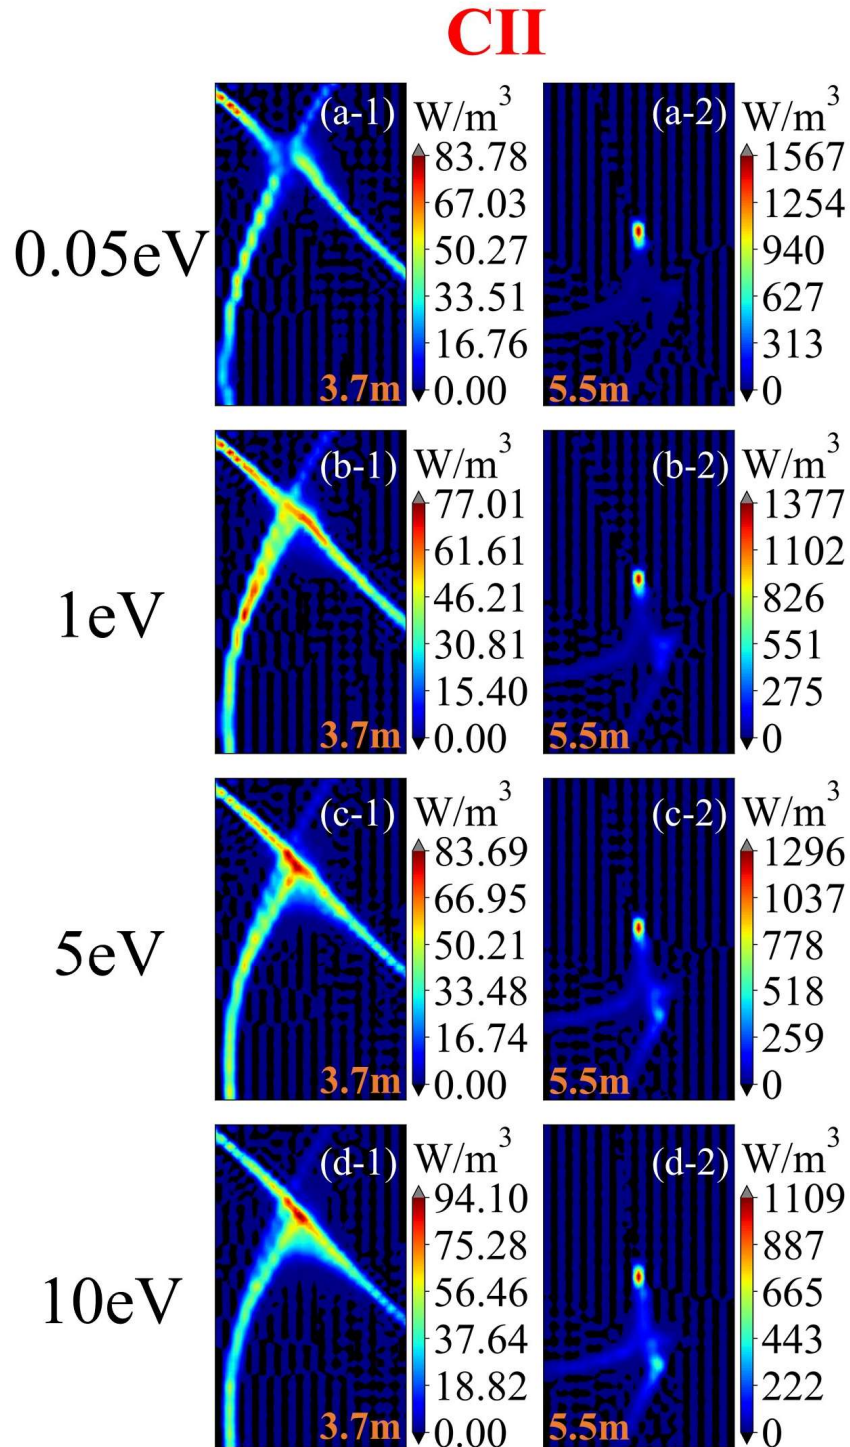 CII
0.05eV
(a-1) W/m³
83.78
67.03
50.27
33.51
16.76
0.00
3.7m
(a-2) W/m³
1567
1254
940
627
313
0
5.5m
1eV
(b-1) W/m³
77.01
61.61
46.21
30.81
15.40
0.00
3.7m
(b-2) W/m³
1377
1102
826
551
275
0
5.5m
5eV
(c-1) W/m³
83.69
66.95
50.21
33.48
16.74
0.00
3.7m
(c-2) W/m³
1296
1037
778
518
259
0
5.5m
10eV
(d-1) W/m³
94.10
75.28
56.46
37.64
18.82
0.00
3.7m
(d-2) W/m³
1109
887
665
443
222
0
5.5m